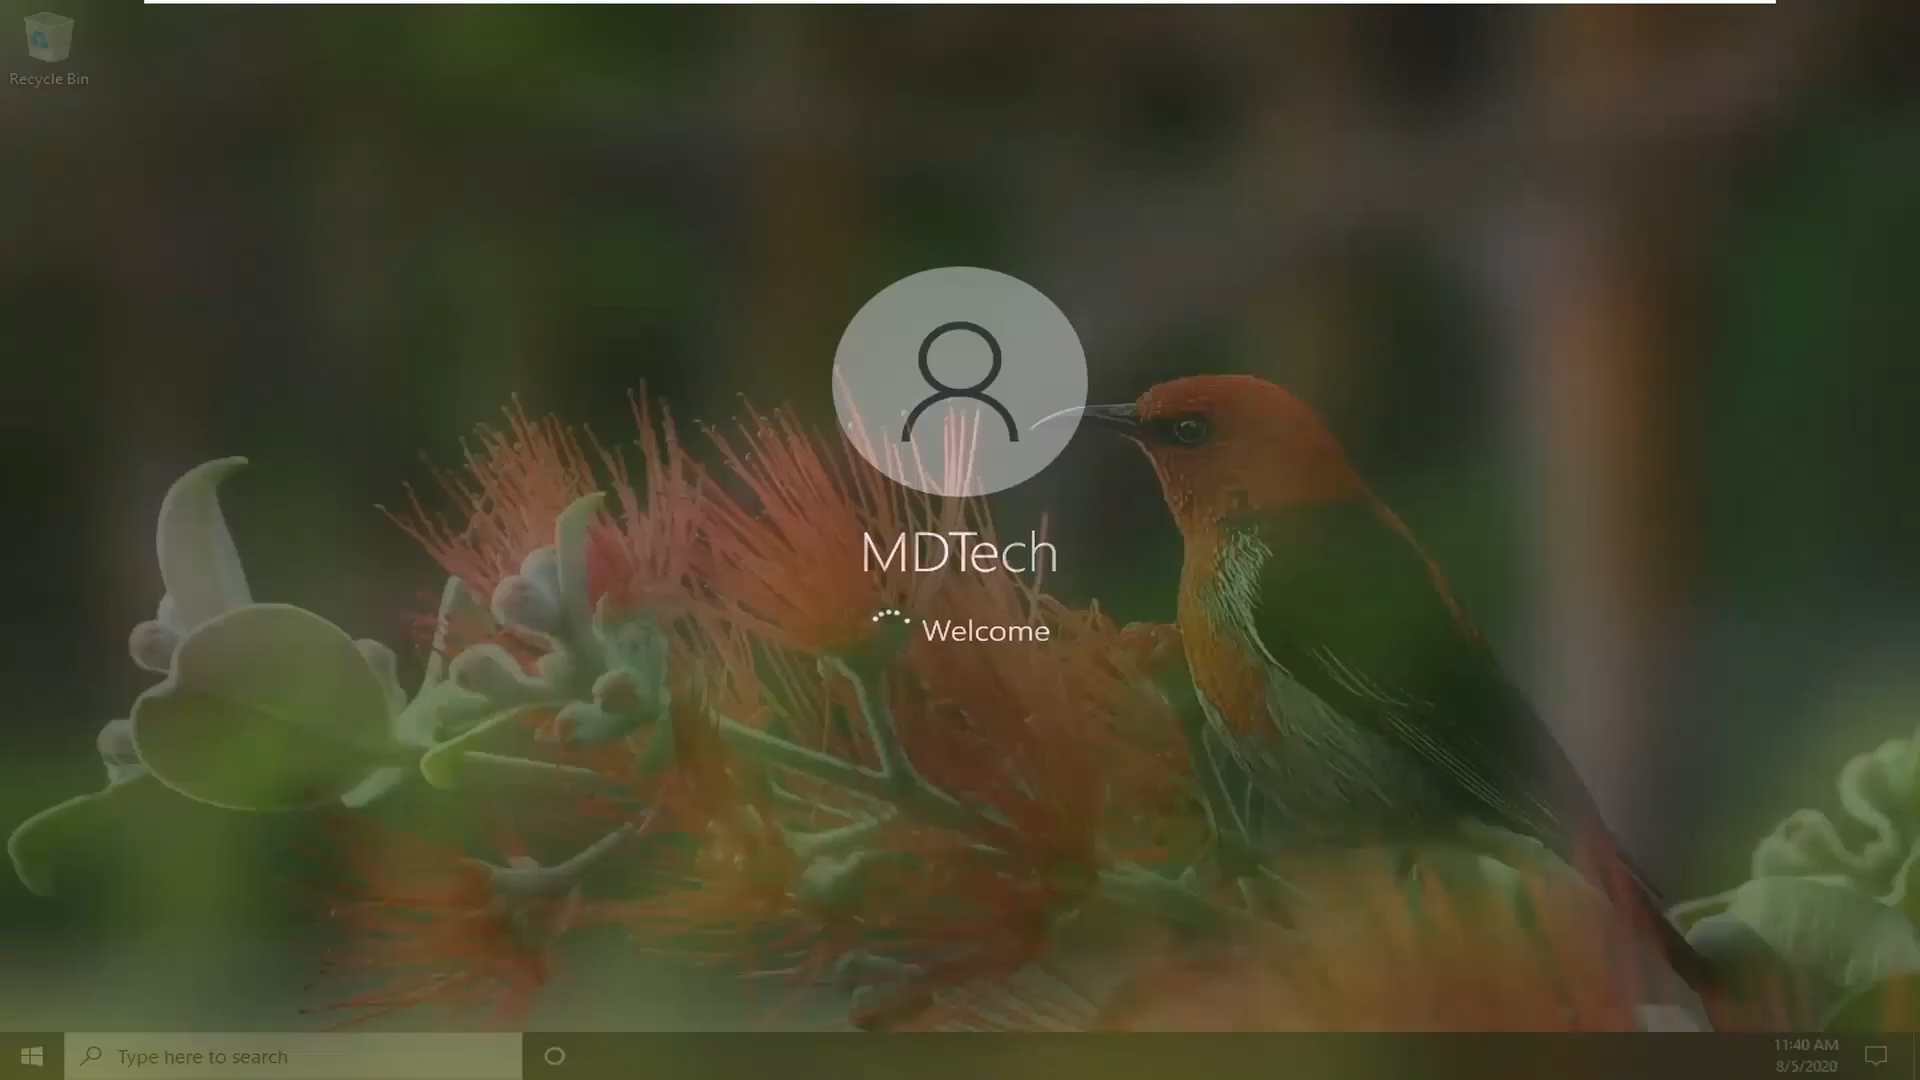 Recycle Bin
MDTech
Welcome
Type here to search
11:40 AM
8/5/2020